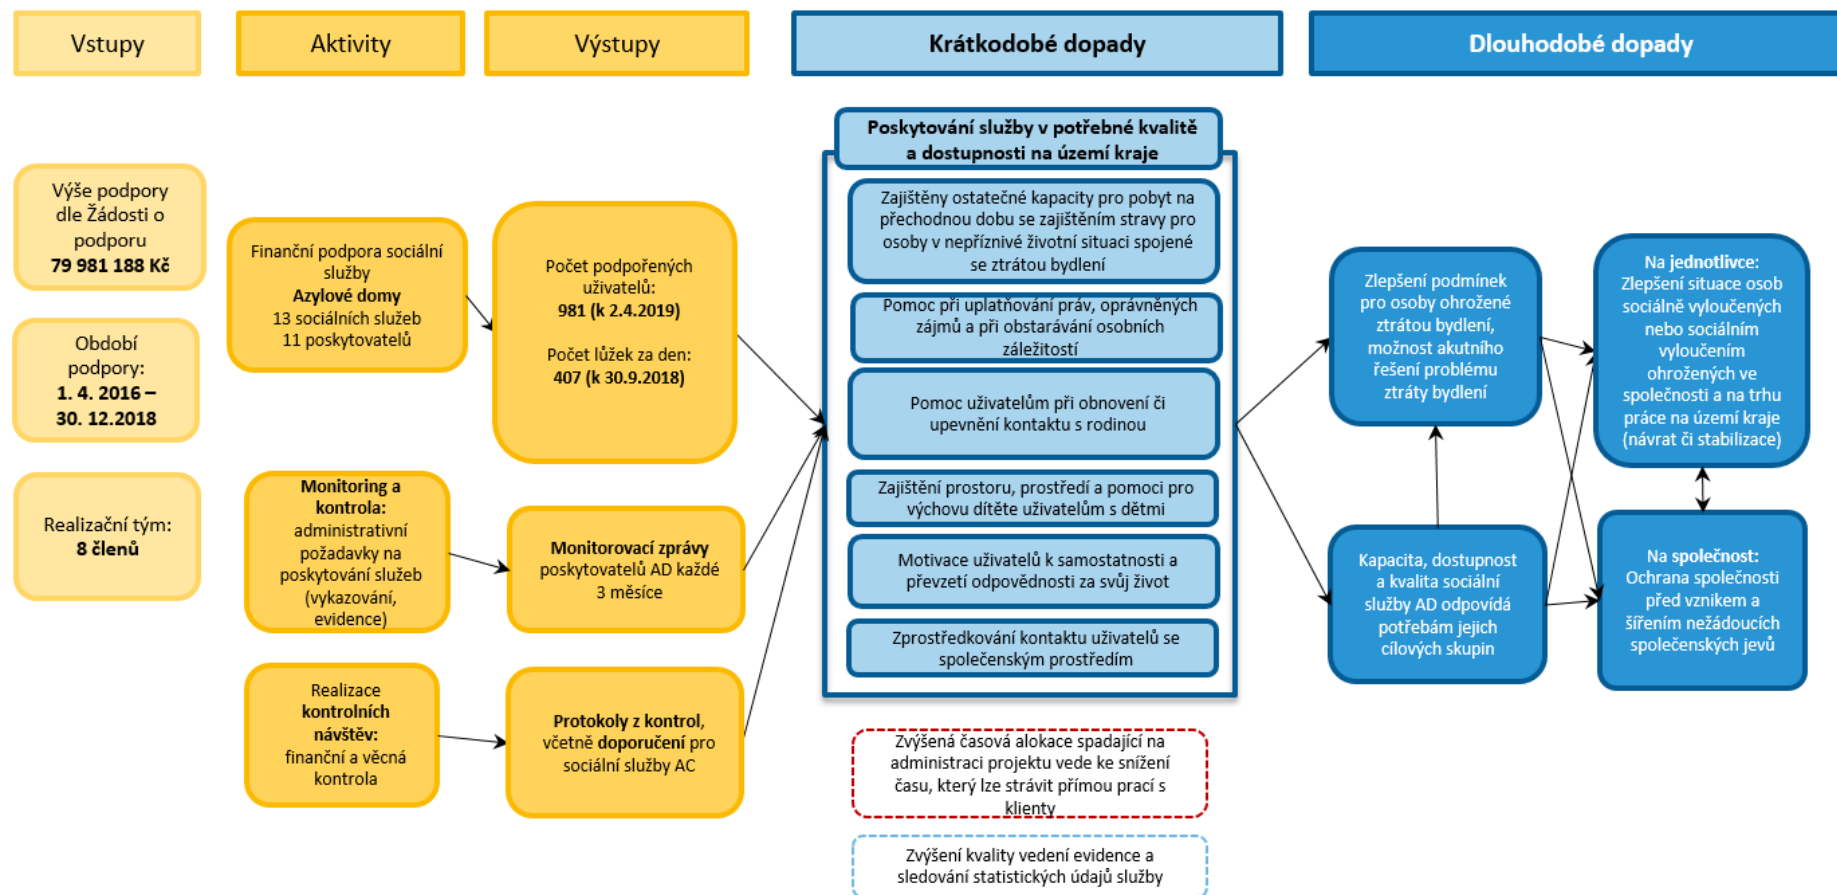 Vstupy
Aktivity
Výstupy
Krátkodobé dopady
Dlouhodobé dopady
Výše podpory
dle Žádosti o
podporu
79 981 188 Kč
Období
podpory:
1. 4. 2016 –
30. 12.2018
Realizační tým:
8 členů
Finanční podpora sociální
služby
Azylové domy
13 sociálních služeb
11 poskytovatelů
Monitoring a
kontrola:
administrativní
požadavky na
poskytování služeb
(vykazování,
evidence)
Realizace
kontrolních
návštěv:
finanční a věcná
kontrola
Počet podpořených
uživatelů:
981 (k 2.4.2019)
Počet lůžek za den:
407 (k 30.9.2018)
Monitorovací zprávy
poskytovatelů AD každé
3 měsíce
Protokoly z kontrol,
včetně doporučení pro
sociální služby AC
Poskytování služby v potřebné kvalitě
a dostupnosti na území kraje
Zajištěny ostatečné kapacity pro pobyt na
přechodnou dobu se zajištěním stravy pro
osoby v nepříznivé životní situaci spojené
se ztrátou bydlení
Pomoc při uplatňování práv, oprávněných
zájmů a při obstarávání osobních
záležitostí
Pomoc uživatelům při obnovení či
upevnění kontaktu s rodinou
Zajištění prostoru, prostředí a pomoci pro
výchovu dítěte uživatelům s dětmi
Motivace uživatelů k samostatnosti a
převzetí odpovědnosti za svůj život
Zprostředkování kontaktu uživatelů se
společenským prostředím
Zvýšená časová alokace spadající na
administraci projektu vede ke snížení
času, který lze strávit přímou prací s
klienty
Zvýšení kvality vedení evidence a
sledování statistických údajů služby
Zlepšení podmínek
pro osoby ohrožené
ztrátou bydlení,
možnost akutního
řešení problému
ztráty bydlení
Kapacita, dostupnost
a kvalita sociální
služby AD odpovídá
potřebám jejich
cílových skupin
Na jednotlivce:
Zlepšení situace osob
sociálně vyloučených
nebo sociálním
vyloučením
ohrožených ve
společnosti a na trhu
práce na území kraje
(návrat či stabilizace)
Na společnost:
Ochrana společnosti
před vznikem a
šířením nežádoucích
společenských jevů